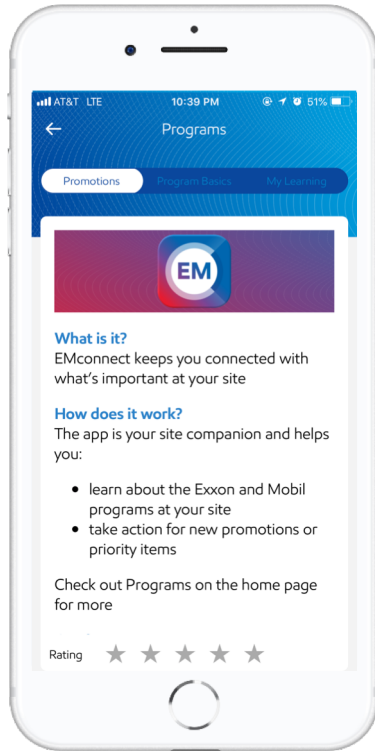 AT&T LTE 10:39 PM 51%
Programs
Promotions Program Basics My Learning
EM
What is it?
EMconnect keeps you connected with
what's important at your site
How does it work?
The app is your site companion and helps
you:
• learn about the Exxon and Mobil
programs at your site
• take action for new promotions or
priority items
Check out Programs on the home page
for more
Rating